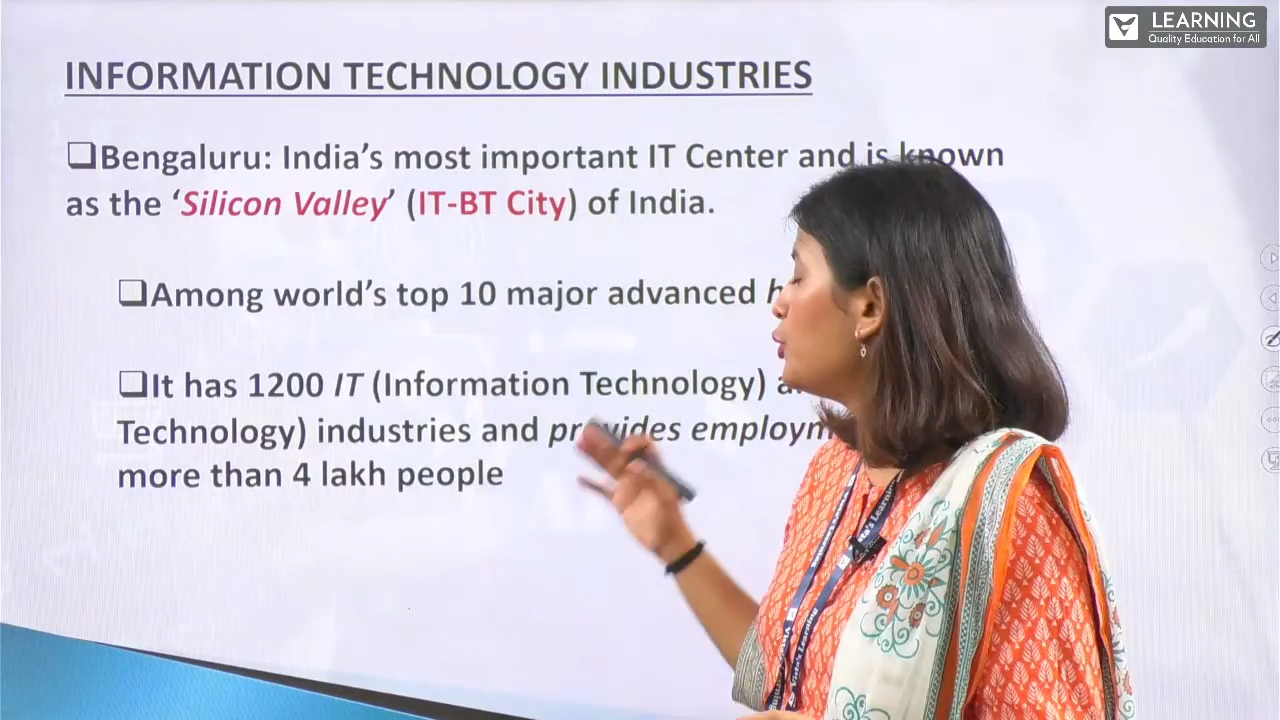 LEARNING
Quality Education for All
INFORMATION TECHNOLOGY INDUSTRIES
❑Bengaluru: India's most important IT Center and is known
as the ‘Silicon Valley’ (IT-BT City) of India.
❑Among world's top 10 major advanced
❑It has 1200 IT (Information Technology)
Technology) industries and provides
more than 4 lakh people